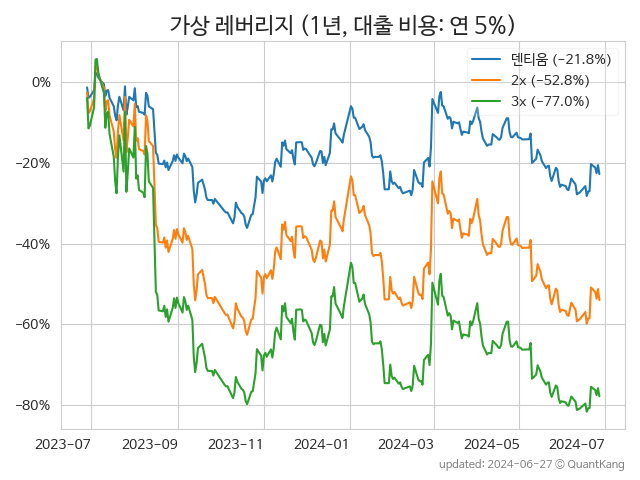 가상 레버리지 (1년, 대출 비용: 연 5%)
덴티움 (−21.8%)
2x (−52.8%)
3x (−77.0%)
0%
−20%
−40%
−60%
−80%
2023-07 2023-09 2023-11 2024-01 2024-03 2024-05 2024-07
updated: 2024-06-27 © QuantKang